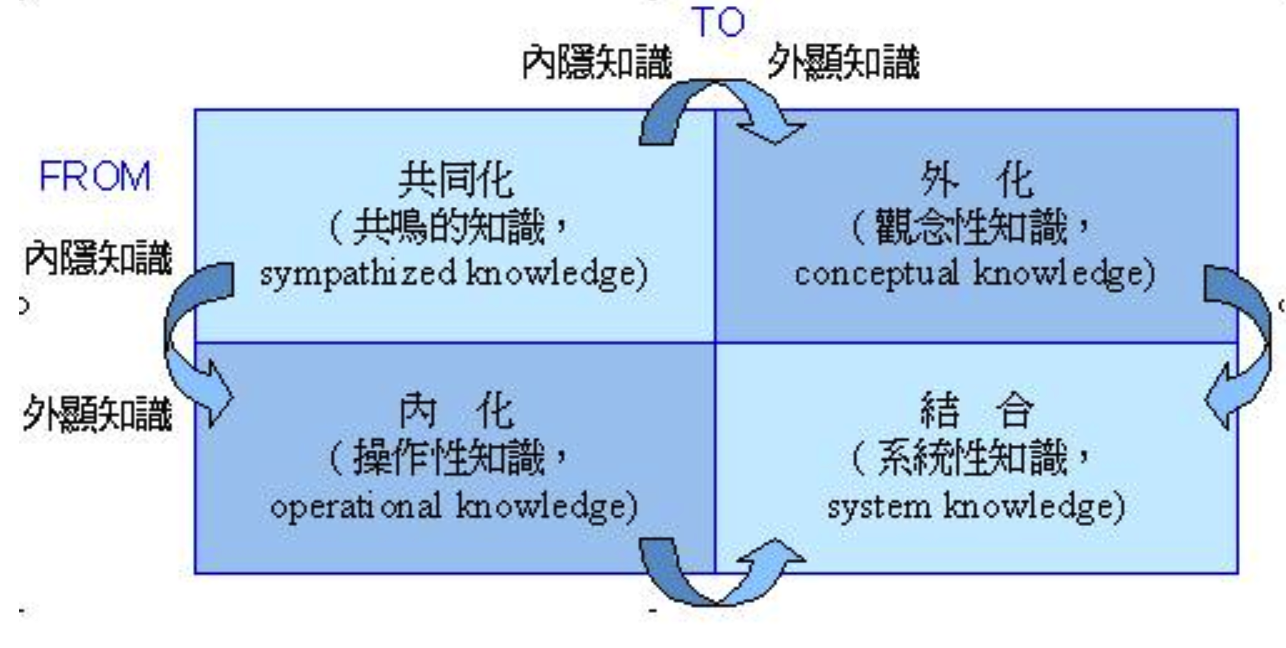 TO
內隱知識 外顯知識
FROM
內隱知識
外顯知識
共同化
(共鳴的知識，
sympathized knowledge)
外 化
(觀念性知識，
conceptual knowledge)
內 化
(操作性知識，
operational knowledge)
結 合
(系統性知識，
system knowledge)